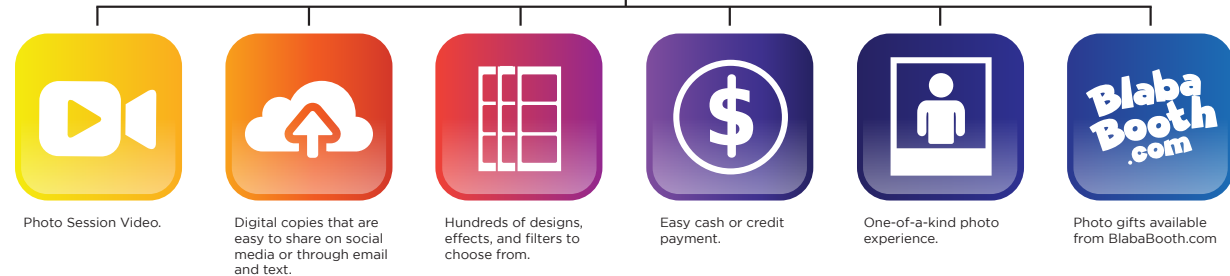 $
Blaba
Booth
.com
Photo Session Video.
Digital copies that are
easy to share on social
media or through email
and text.
Hundreds of designs,
effects, and filters to
choose from.
Easy cash or credit
payment.
One-of-a-kind photo
experience.
Photo gifts available
from BlabaBooth.com